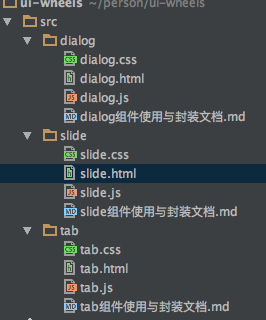 ui-wheels ~/person/ui-wheels
src
dialog
dialog.css
dialog.html
dialog.js
dialog组件使用与封装文档.md
slide
slide.css
slide.html
slide.js
slide组件使用与封装文档.md
tab
tab.css
tab.html
tab.js
tab组件使用与封装文档.md